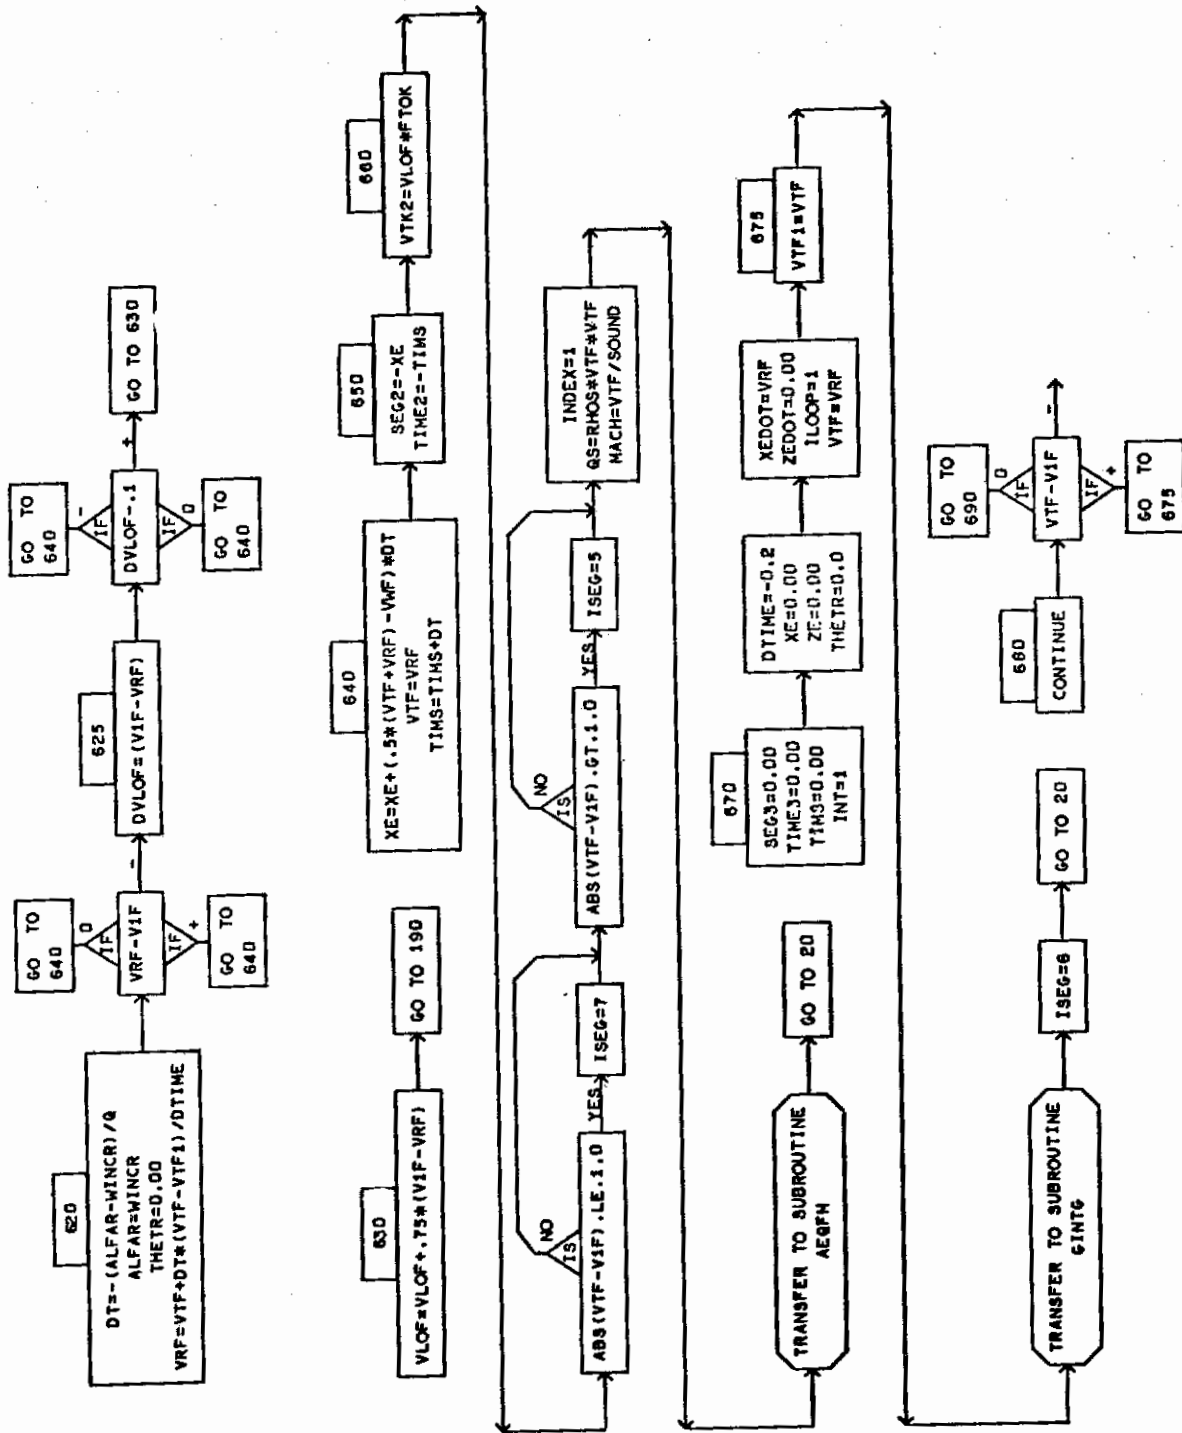 620
DT=-(ALFAR-WINCR)/Q
ALFAR=WINCR
THETR=0.00
VRF=VTF+DT*(VTF-VTF1)/DTIME
GO TO
640
IF
0
VRF-V1F
-
IF
+
GO TO
640
625
DVLOF=(V1F-VRF)
GO TO
640
IF
-
DVLOF-.1
+
GO TO 630
IF
0
GO TO
640
630
VLOF=VLOF+.75*(V1F-VRF)
GO TO 190
640
XE=XE+(.5*(VTF+VRF)-VWF)*DT
VTF=VRF
TIMS=TIMS+DT
650
SEG2=-XE
TIME2=-TIMS
660
VTK2=VLOF*FTOK
NO
IS
ABS(VTF-V1F).LE.1.0
YES
ISEG=7
NO
IS
ABS(VTF-V1F).GT.1.0
YES
ISEG=5
INDEX=1
QS=RHOS*VTF*VTF
MACH=VTF/SOUND
TRANSFER TO SUBROUTINE
AEQFM
GO TO 20
670
SEG3=0.00
TIME3=0.00
TIMS=0.00
INT=1
DTIME=-0.2
XE=0.00
ZE=0.00
THETR=0.0
XEDOT=VRF
ZEDOT=0.00
ILOOP=1
VTF=VRF
675
VTF1=VTF
TRANSFER TO SUBROUTINE
GINTG
ISEG=6
GO TO 20
680
CONTINUE
GO TO
690
IF
0
VTF-V1F
-
IF
+
GO TO
675